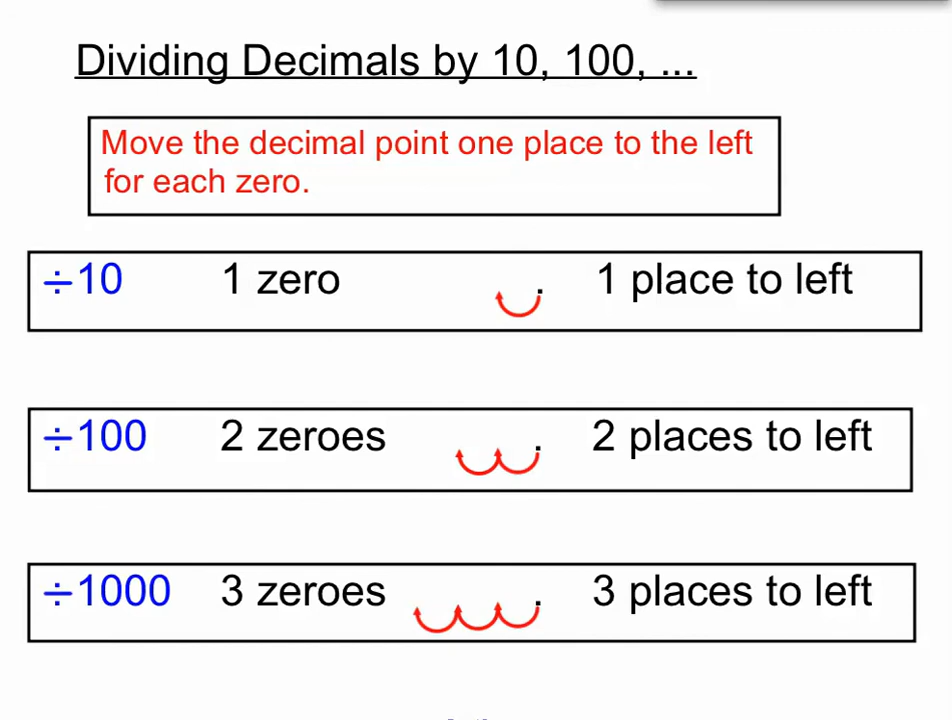 Dividing Decimals by 10, 100, ...
Move the decimal point one place to the left
for each zero.
÷10 1 zero . 1 place to left
÷100 2 zeroes . 2 places to left
÷1000 3 zeroes . 3 places to left